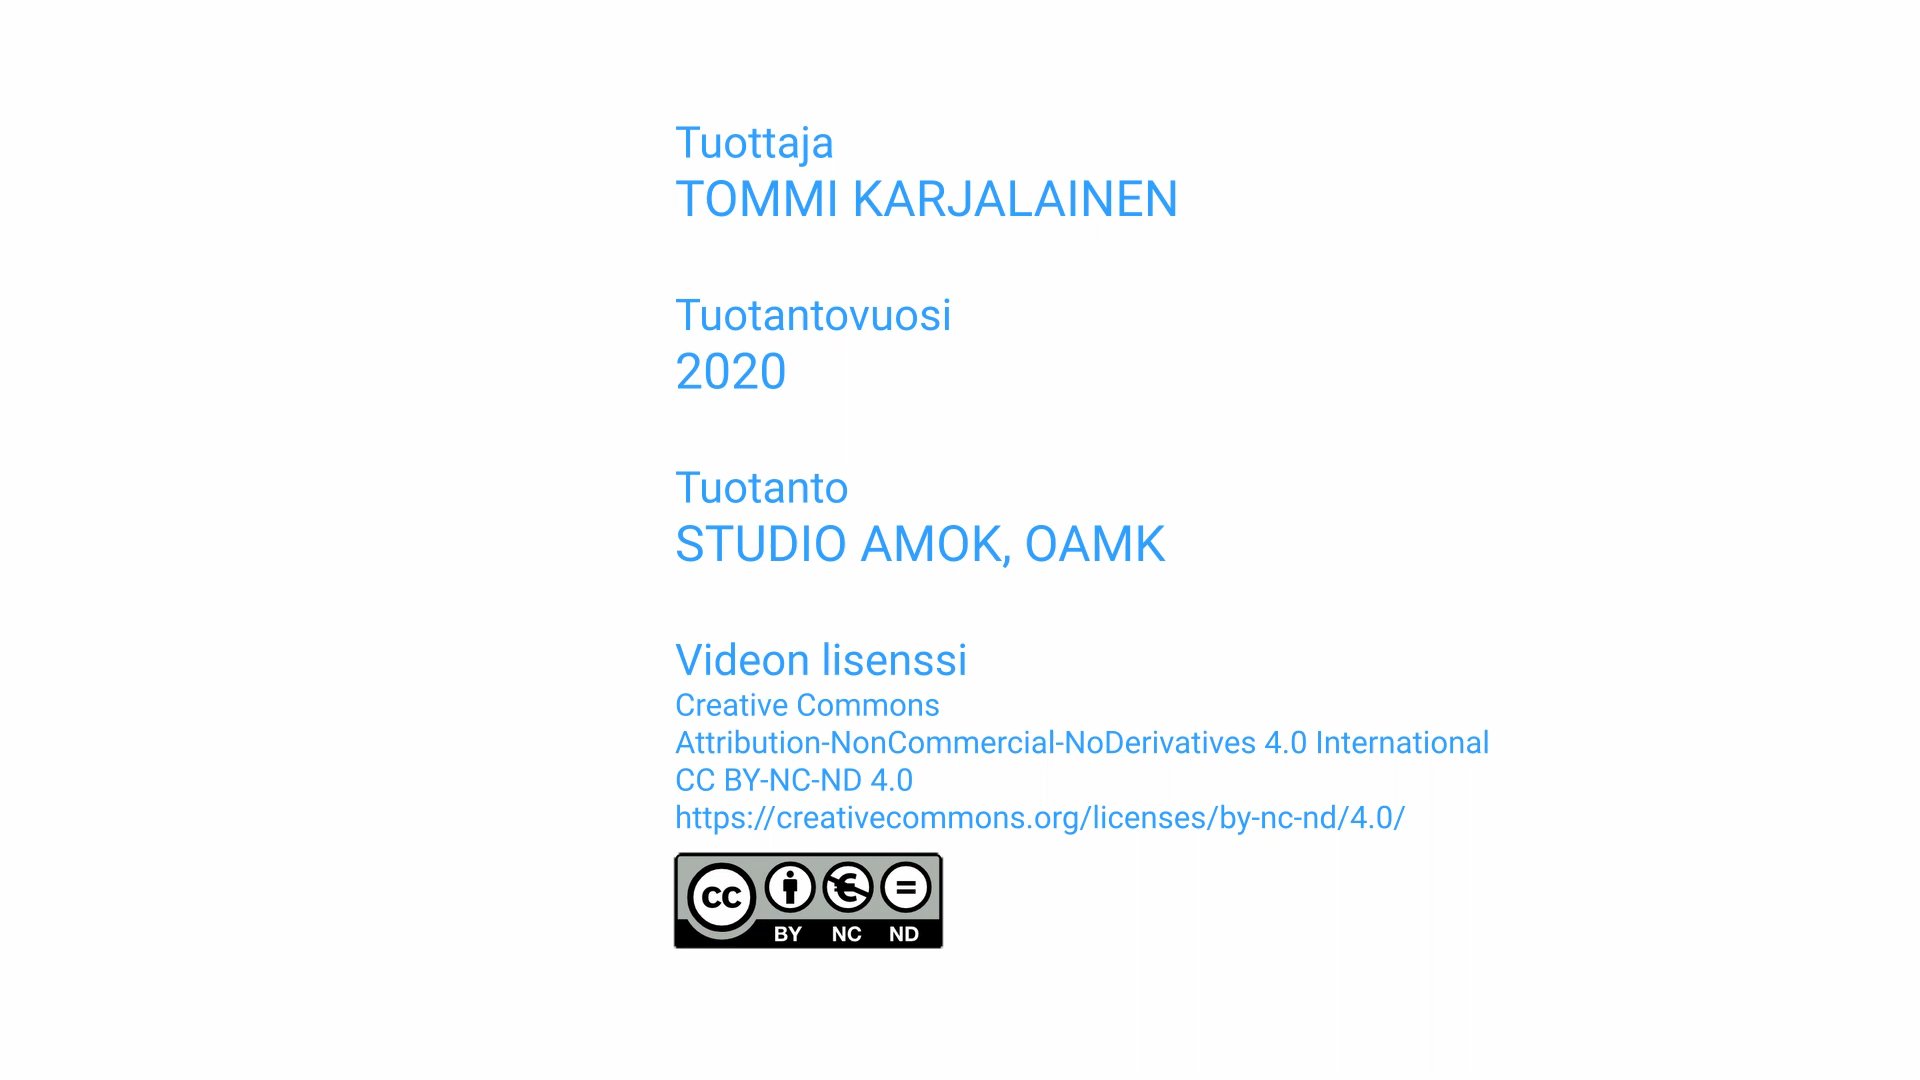 Tuottaja
TOMMI KARJALAINEN
Tuotantovuosi
2020
Tuotanto
STUDIO AMOK, OAMK
Videon lisenssi
Creative Commons
Attribution-NonCommercial-NoDerivatives 4.0 International
CC BY-NC-ND 4.0
https://creativecommons.org/licenses/by-nc-nd/4.0/
cc € =
BY NC ND